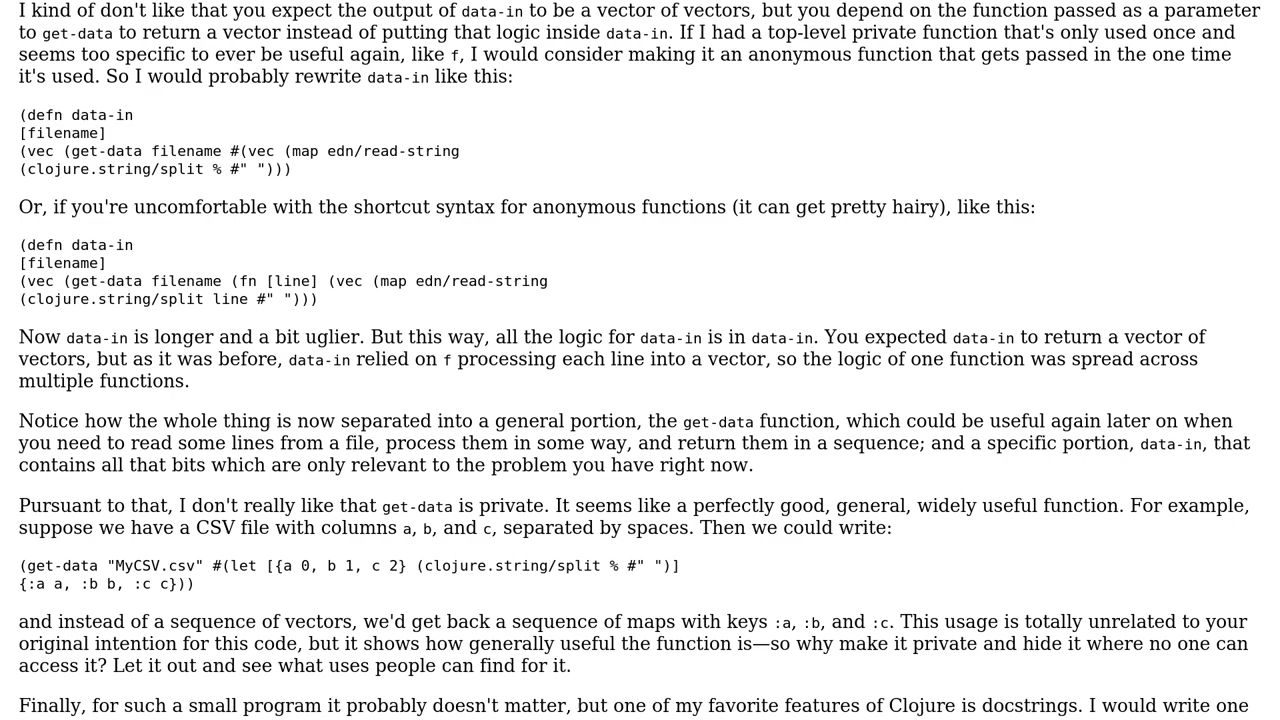 I kind of don't like that you expect the output of data-in to be a vector of vectors, but you depend on the function passed as a parameter
to get-data to return a vector instead of putting that logic inside data-in. If I had a top-level private function that's only used once and
seems too specific to ever be useful again, like f, I would consider making it an anonymous function that gets passed in the one time
it's used. So I would probably rewrite data-in like this:
(defn data-in
[filename]
(vec (get-data filename #(vec (map edn/read-string
(clojure.string/split % #" ")))
Or, if you're uncomfortable with the shortcut syntax for anonymous functions (it can get pretty hairy), like this:
(defn data-in
[filename]
(vec (get-data filename (fn [line] (vec (map edn/read-string
(clojure.string/split line #" ")))
Now data-in is longer and a bit uglier. But this way, all the logic for data-in is in data-in. You expected data-in to return a vector of
vectors, but as it was before, data-in relied on f processing each line into a vector, so the logic of one function was spread across
multiple functions.
Notice how the whole thing is now separated into a general portion, the get-data function, which could be useful again later on when
you need to read some lines from a file, process them in some way, and return them in a sequence; and a specific portion, data-in, that
contains all that bits which are only relevant to the problem you have right now.
Pursuant to that, I don't really like that get-data is private. It seems like a perfectly good, general, widely useful function. For example,
suppose we have a CSV file with columns a, b, and c, separated by spaces. Then we could write:
(get-data "MyCSV.csv" #(let [{a 0, b 1, c 2} (clojure.string/split % #" ")]
{:a a, :b b, :c c}))
and instead of a sequence of vectors, we'd get back a sequence of maps with keys :a, :b, and :c. This usage is totally unrelated to your
original intention for this code, but it shows how generally useful the function is—so why make it private and hide it where no one can
access it? Let it out and see what uses people can find for it.
Finally, for such a small program it probably doesn't matter, but one of my favorite features of Clojure is docstrings. I would write one